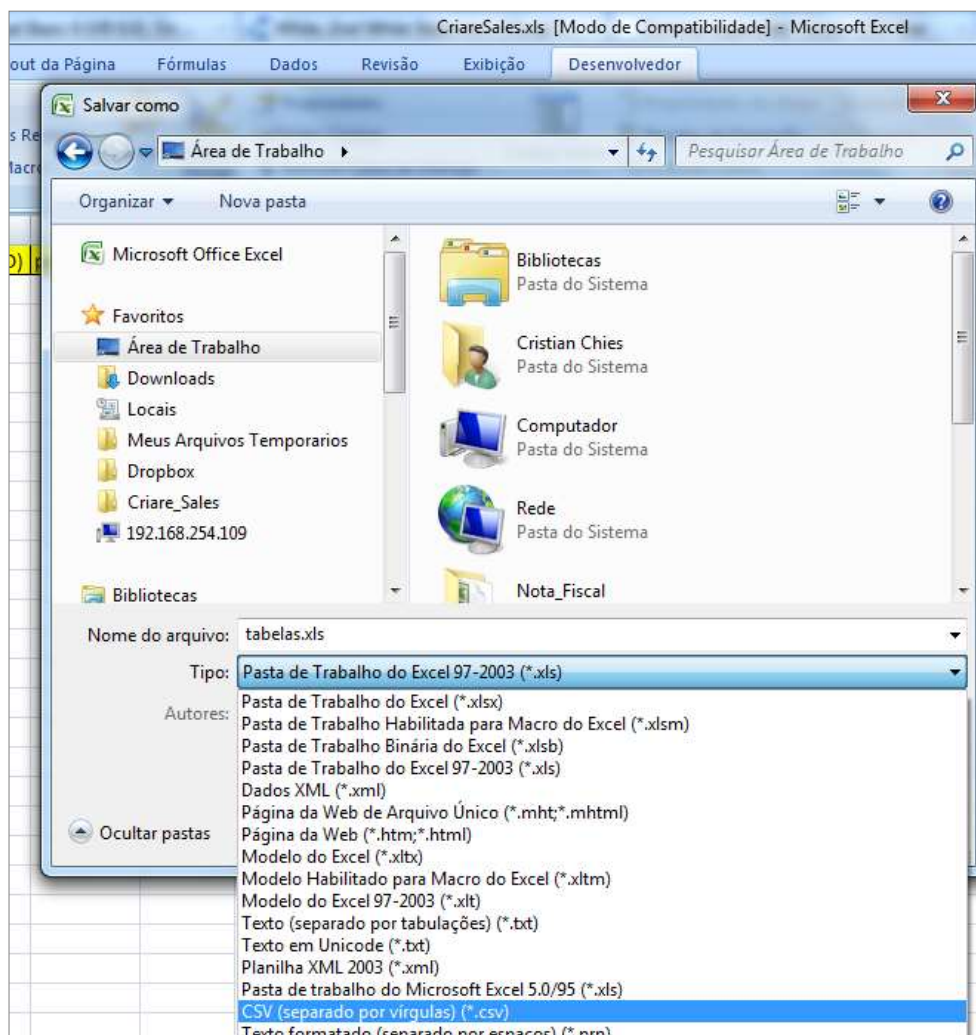 CriareSales.xls [Modo de Compatibilidade] - Microsoft Excel
out da Página Fórmulas Dados Revisão Exibição Desenvolvedor
Salvar como
s Re
Área de Trabalho
Pesquisar Área de Trabalho
Macro
Organizar Nova pasta
Microsoft Office Excel
Favoritos
Área de Trabalho
Downloads
Locais
Meus Arquivos Temporarios
Dropbox
Criare_Sales
192.168.254.109
Bibliotecas
Bibliotecas
Pasta do Sistema
Cristian Chies
Pasta do Sistema
Computador
Pasta do Sistema
Rede
Pasta do Sistema
Nota_Fiscal
Nome do arquivo: tabelas.xls
Tipo: Pasta de Trabalho do Excel 97-2003 (*.xls)
Autores:
Pasta de Trabalho do Excel (*.xlsx)
Pasta de Trabalho Habilitada para Macro do Excel (*.xlsm)
Pasta de Trabalho Binária do Excel (*.xlsb)
Pasta de Trabalho do Excel 97-2003 (*.xls)
Dados XML (*.xml)
Página da Web de Arquivo Único (*.mht;*.mhtml)
Página da Web (*.htm;*.html)
Ocultar pastas
Modelo do Excel (*.xltx)
Modelo Habilitado para Macro do Excel (*.xltm)
Modelo do Excel 97-2003 (*.xlt)
Texto (separado por tabulações) (*.txt)
Texto em Unicode (*.txt)
Planilha XML 2003 (*.xml)
Pasta de trabalho do Microsoft Excel 5.0/95 (*.xls)
CSV (separado por vírgulas) (*.csv)
Texto formatado (separado por espaços) (*.prn)